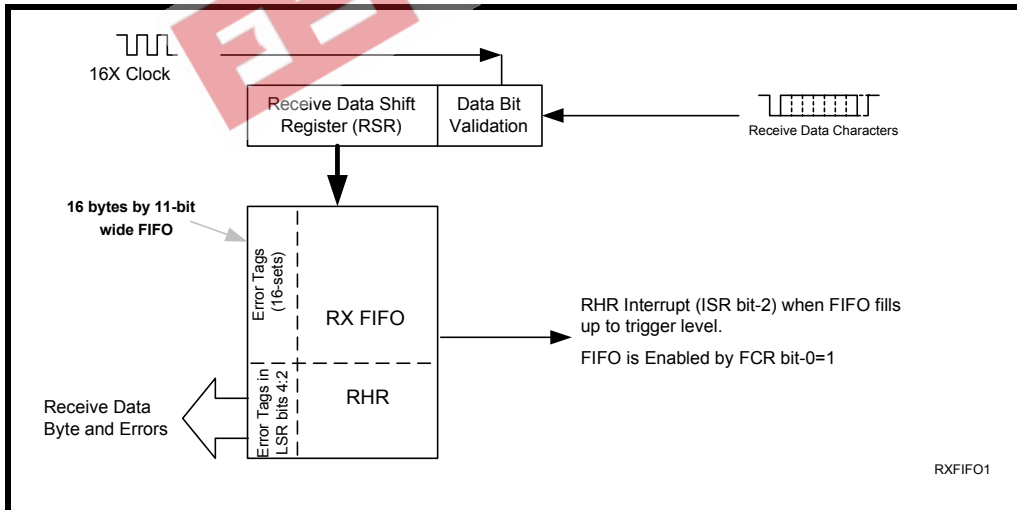 16X Clock
Receive Data Shift
Register (RSR)
Data Bit
Validation
Receive Data Characters
16 bytes by 11-bit
wide FIFO
Error Tags
(16-sets)
RX FIFO
RHR Interrupt (ISR bit-2) when FIFO fills
up to trigger level.
FIFO is Enabled by FCR bit-0=1
Error Tags in
LSR bits 4:2
RHR
Receive Data
Byte and Errors
RXFIFO1